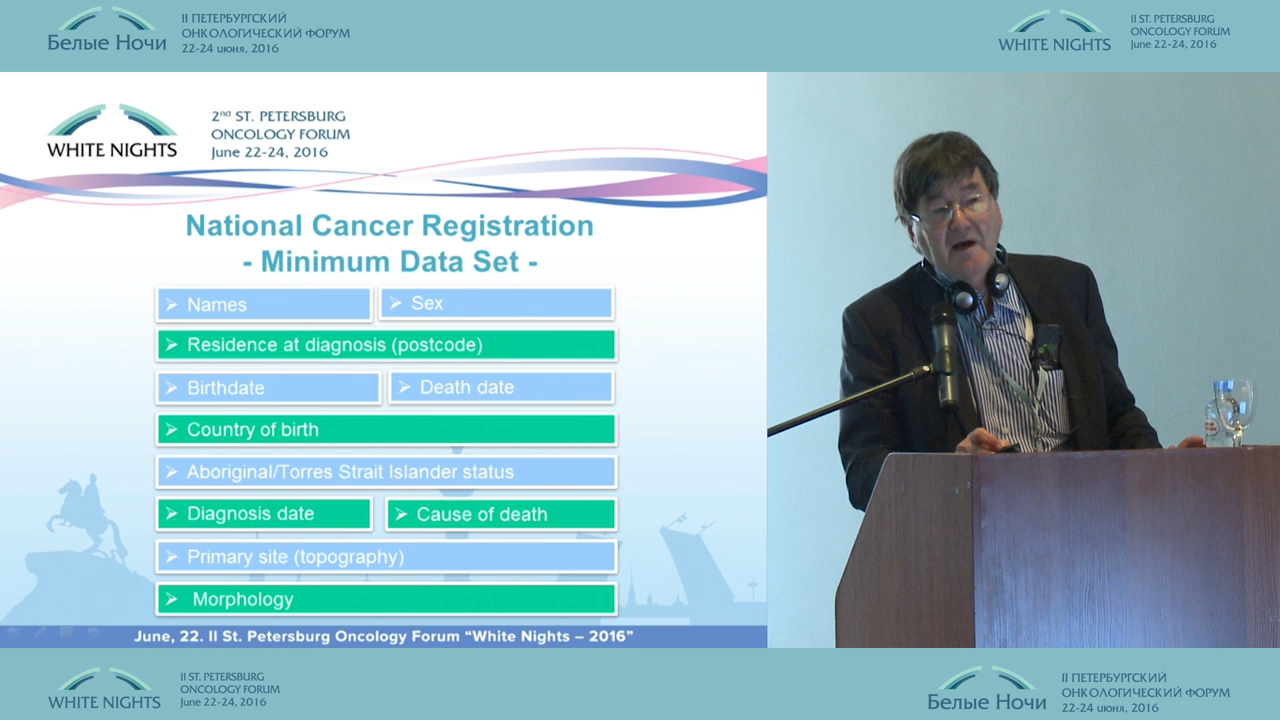 Белые Ночи
II ПЕТЕРБУРГСКИЙ
ОНКОЛОГИЧЕСКИЙ ФОРУМ
22-24 июня, 2016
WHITE NIGHTS
II ST. PETERSBURG
ONCOLOGY FORUM
June 22-24, 2016
WHITE NIGHTS
2nd ST. PETERSBURG
ONCOLOGY FORUM
June 22-24, 2016
National Cancer Registration
- Minimum Data Set -
➢ Names
➢ Sex
➢ Residence at diagnosis (postcode)
➢ Birthdate
➢ Death date
➢ Country of birth
➢ Aboriginal/Torres Strait Islander status
➢ Diagnosis date
➢ Cause of death
➢ Primary site (topography)
➢ Morphology
June, 22. II St. Petersburg Oncology Forum “White Nights – 2016”
WHITE NIGHTS
II ST. PETERSBURG
ONCOLOGY FORUM
June 22-24, 2016
Белые Ночи
II ПЕТЕРБУРГСКИЙ
ОНКОЛОГИЧЕСКИЙ ФОРУМ
22-24 июня, 2016